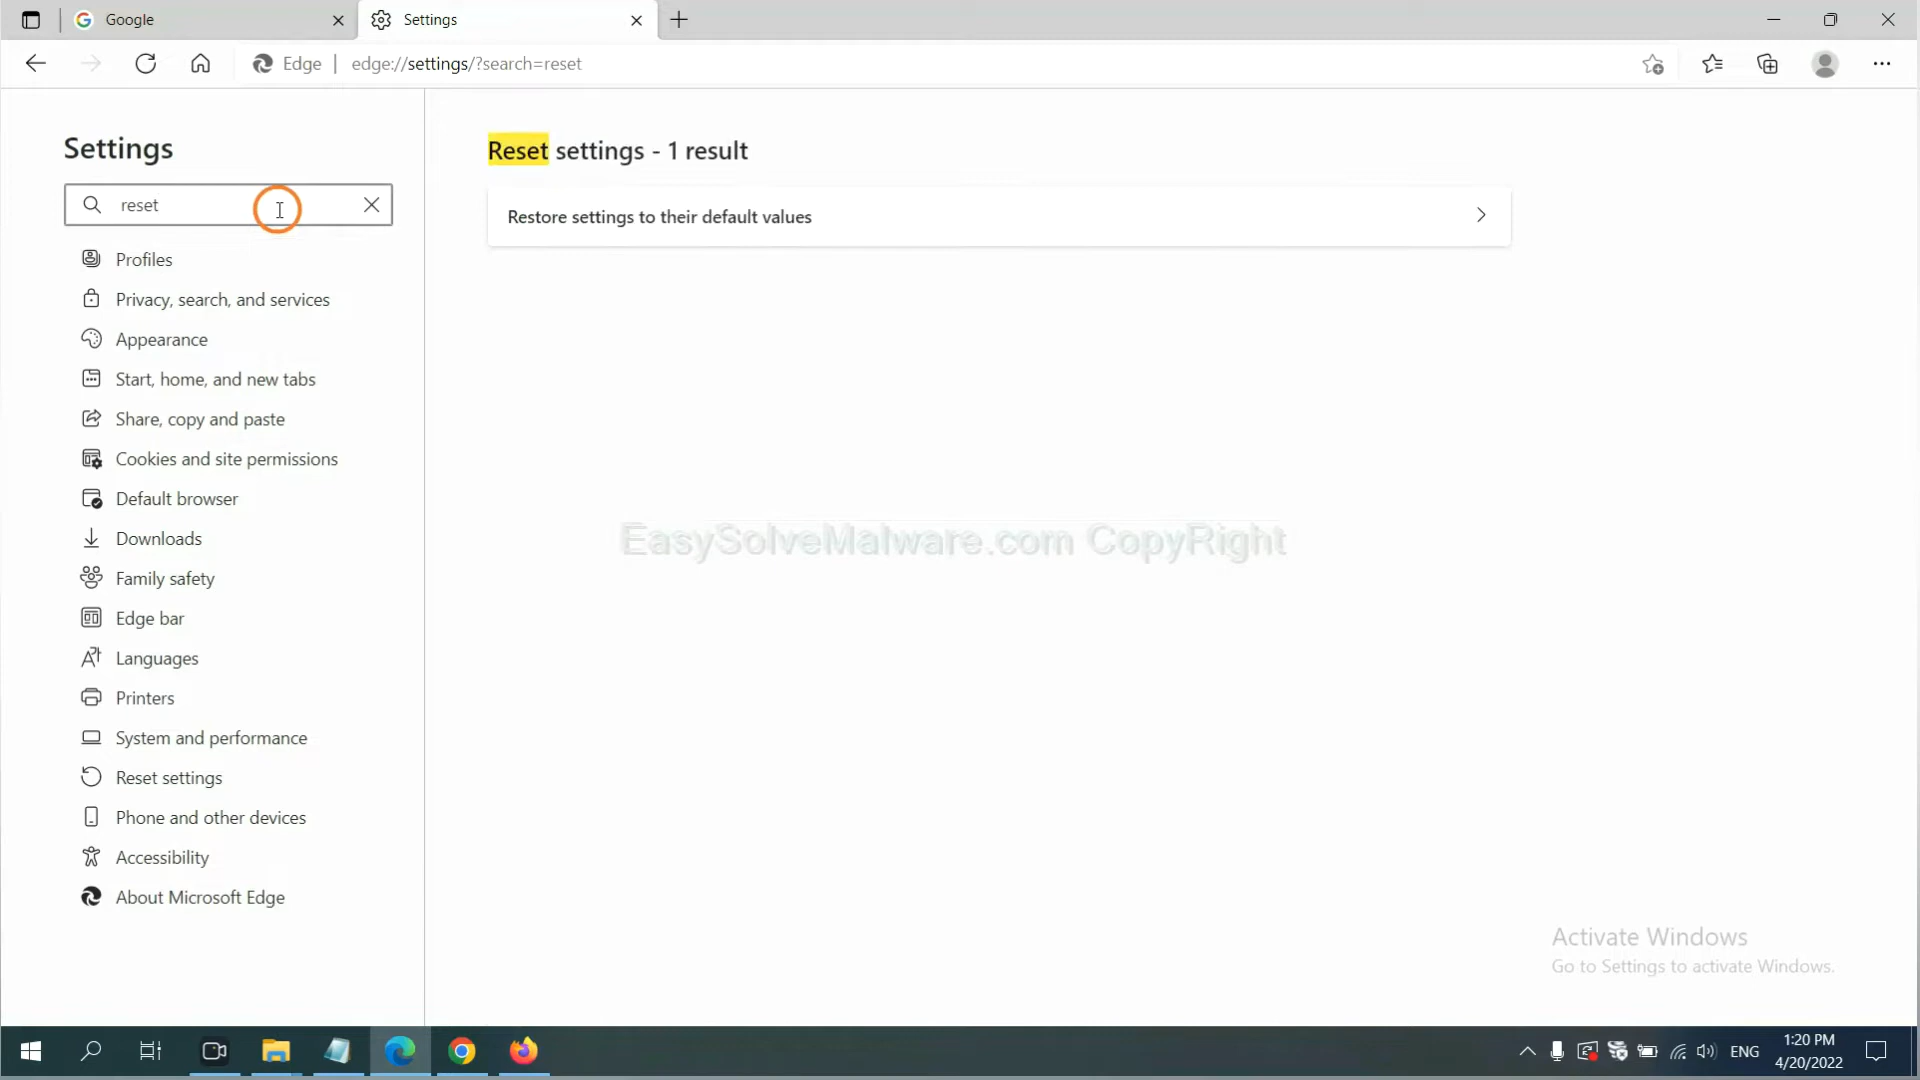 Google
Settings
Edge | edge://settings/?search=reset
Settings
reset
Profiles
Privacy, search, and services
Appearance
Start, home, and new tabs
Share, copy and paste
Cookies and site permissions
Default browser
Downloads
Family safety
Edge bar
Languages
Printers
System and performance
Reset settings
Phone and other devices
Accessibility
About Microsoft Edge
Reset settings - 1 result
Restore settings to their default values
EasySolveMalware.com CopyRight
Activate Windows
Go to Settings to activate Windows.
ENG
1:20 PM
4/20/2022